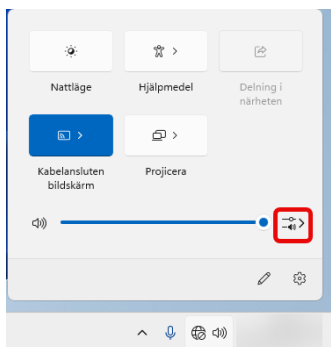 Nattläge
Hjälpmedel
Delning i
närheten
Kabelansluten
bildskärm
Projicera